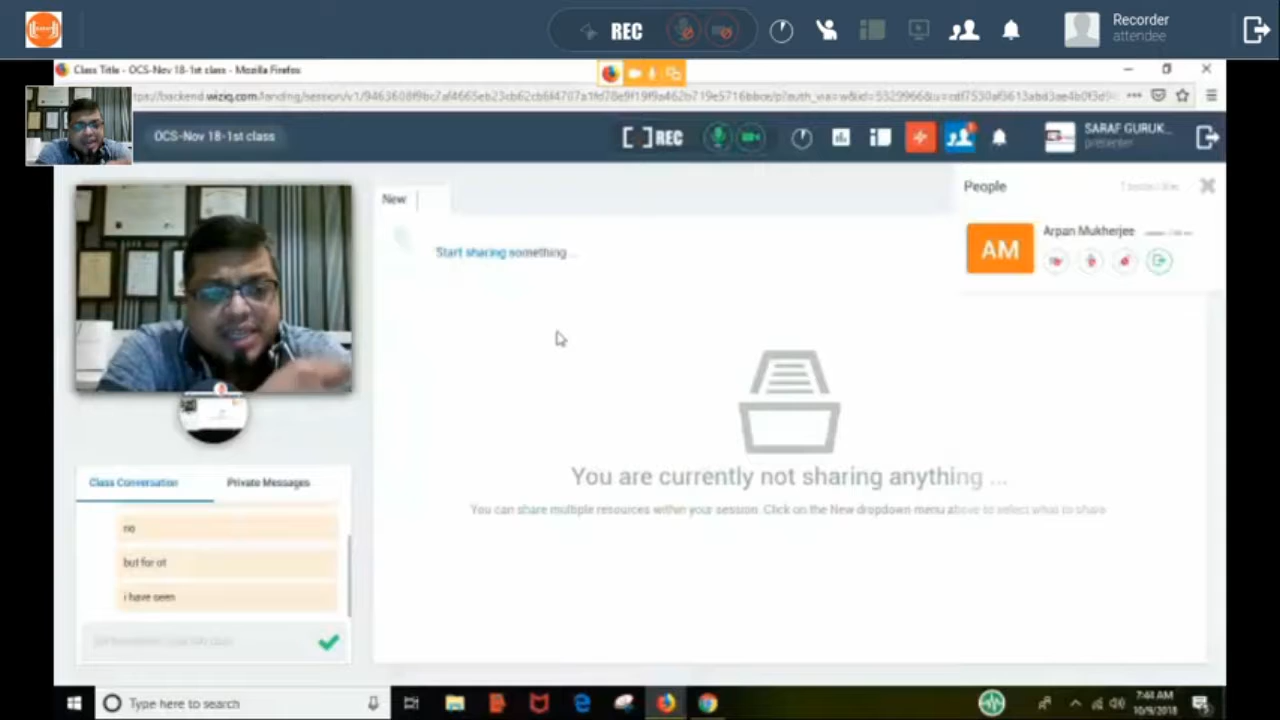 REC
Recorder
attendee
Class Title - OCS-Nov 18-1st class - Mozilla Firefox
OCS-Nov 18-1st class
REC
SARAF GURUK...
presenter
New
People
Start sharing something ...
AM
Arpan Mukherjee
You are currently not sharing anything ...
You can share multiple resources within your session. Click on the New dropdown menu above to select what to share
Class Conversation
Private Messages
no
but for ot
i have seen
Type here to search
7:44 AM
10/9/2018